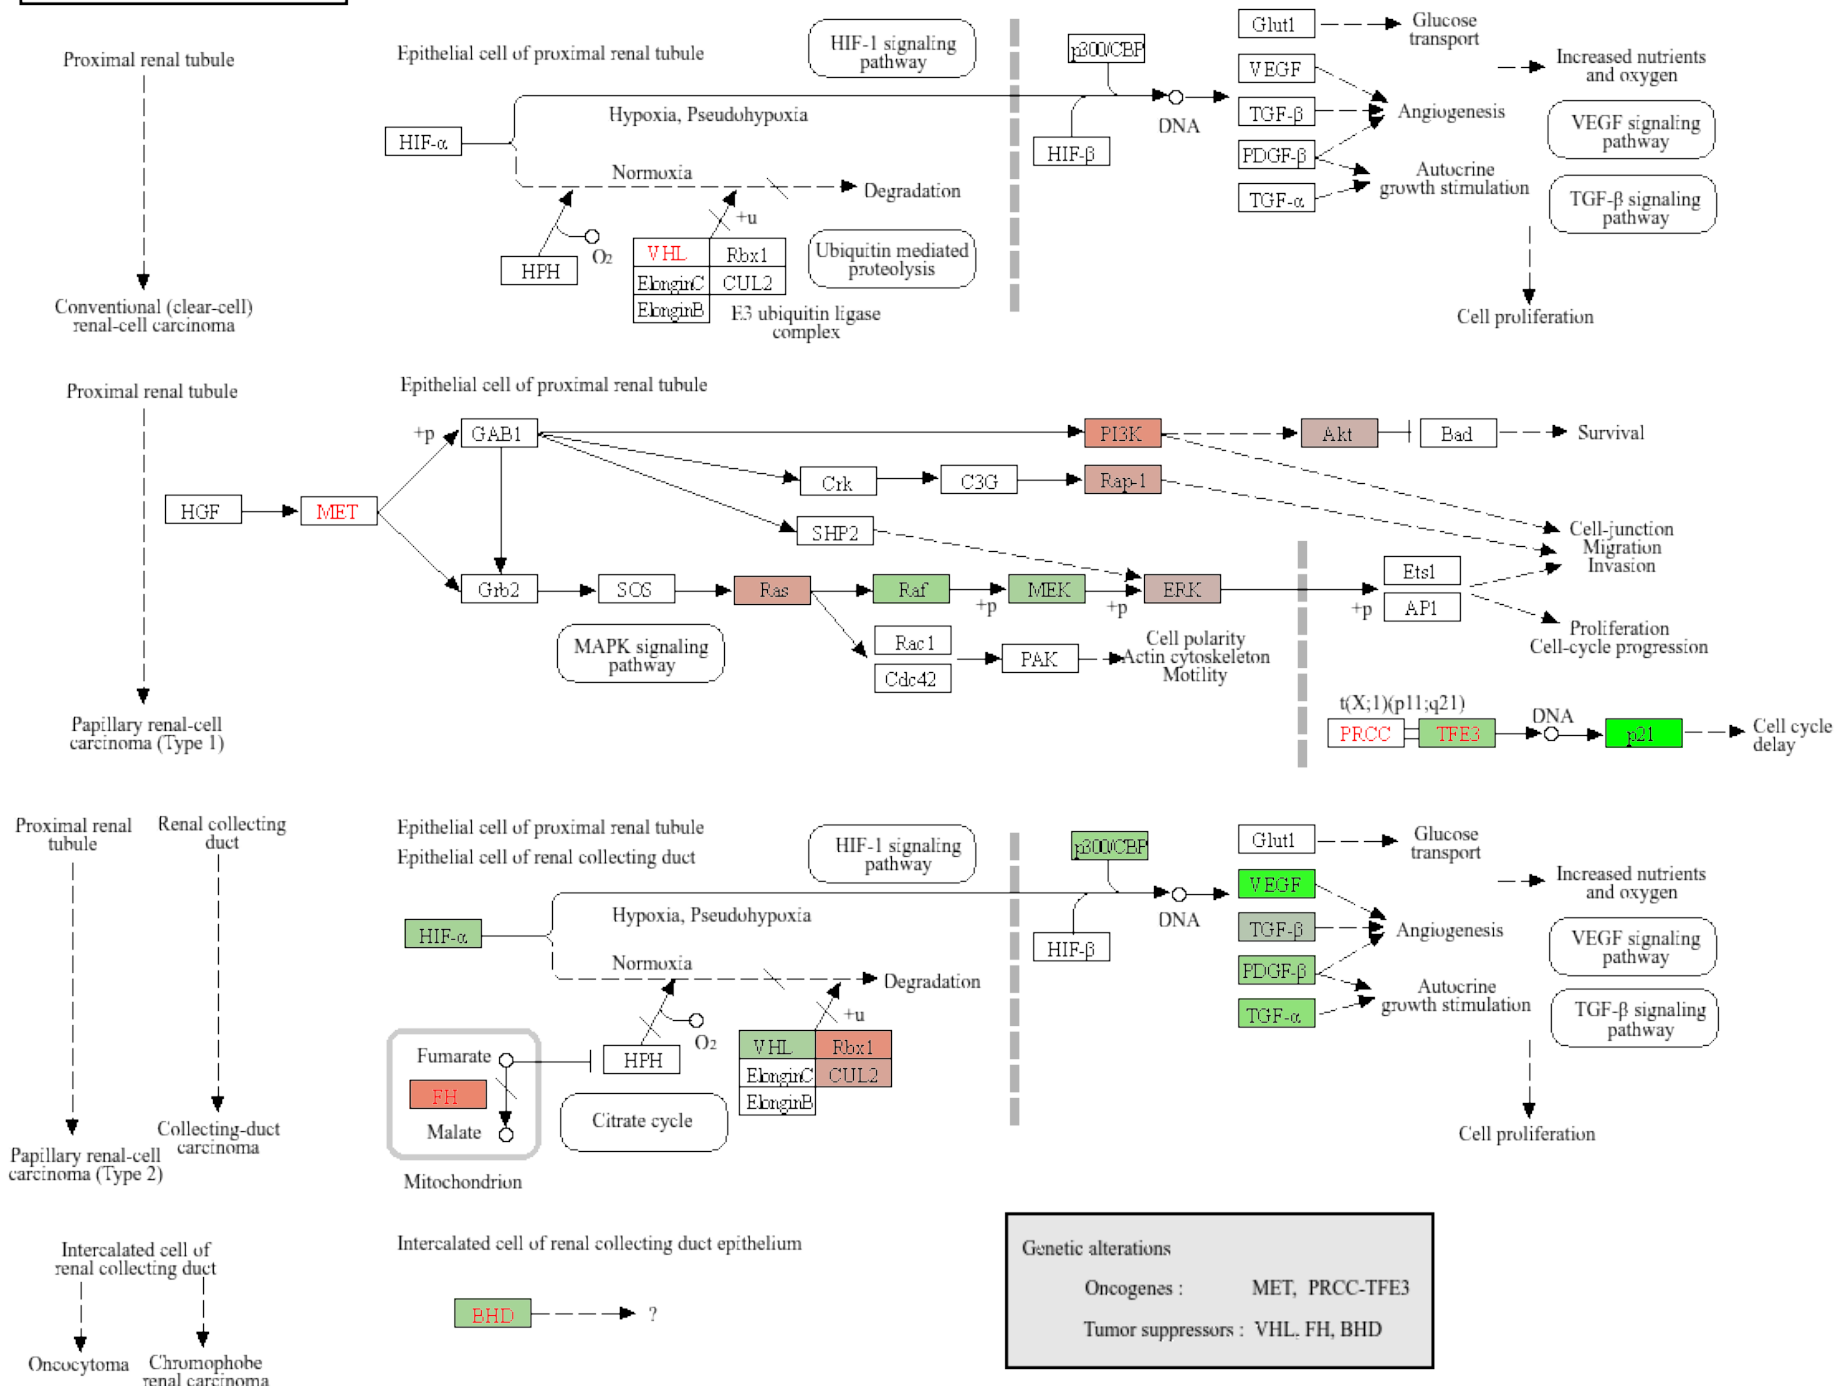 Proximal renal tubule
Epithelial cell of proximal renal tubule
HIF-1 signaling
pathway
p300/CBP
Glut1
Glucose
transport
VEGF
Increased nutrients
and oxygen
HIF-α
Hypoxia, Pseudohypoxia
DNA
TGF-β
Angiogenesis
VEGF signaling
pathway
HIF-β
PDGF-β
Normoxia
Degradation
Autocrine
growth stimulation
TGF-α
TGF-β signaling
pathway
+u
O2
HPH
VHL
Rbx1
ElonginC
CUL2
ElonginB
Ubiquitin mediated
proteolysis
E3 ubiquitin ligase
complex
Conventional (clear-cell)
renal-cell carcinoma
Cell proliferation
Proximal renal tubule
Epithelial cell of proximal renal tubule
+p
GAB1
PI3K
Akt
Bad
Survival
Crk
C3G
Rap-1
HGF
MET
SHP2
Cell-junction
Migration
Invasion
Grb2
SOS
Ras
Raf
+p
MEK
+p
ERK
+p
Ets1
AP1
MAPK signaling
pathway
Rac1
Cdc42
PAK
Cell polarity
Actin cytoskeleton
Motility
Proliferation
Cell-cycle progression
Papillary renal-cell
carcinoma (Type 1)
t(X;1)(p11;q21)
PRCC
TFE3
DNA
p21
Cell cycle
delay
Proximal renal
tubule
Renal collecting
duct
Epithelial cell of proximal renal tubule
Epithelial cell of renal collecting duct
HIF-1 signaling
pathway
p300/CBP
Glut1
Glucose
transport
VEGF
Increased nutrients
and oxygen
HIF-α
Hypoxia, Pseudohypoxia
DNA
TGF-β
Angiogenesis
VEGF signaling
pathway
HIF-β
PDGF-β
Normoxia
Degradation
Autocrine
growth stimulation
TGF-α
TGF-β signaling
pathway
+u
O2
Fumarate
HPH
VHL
Rbx1
ElonginC
CUL2
ElonginB
FH
Malate
Citrate cycle
Mitochondrion
Papillary renal-cell
carcinoma (Type 2)
Collecting-duct
carcinoma
Cell proliferation
Intercalated cell of
renal collecting duct
Intercalated cell of renal collecting duct epithelium
BHD
?
Oncocytoma
Chromophobe
renal carcinoma
Genetic alterations
Oncogenes : MET, PRCC-TFE3
Tumor suppressors : VHL, FH, BHD